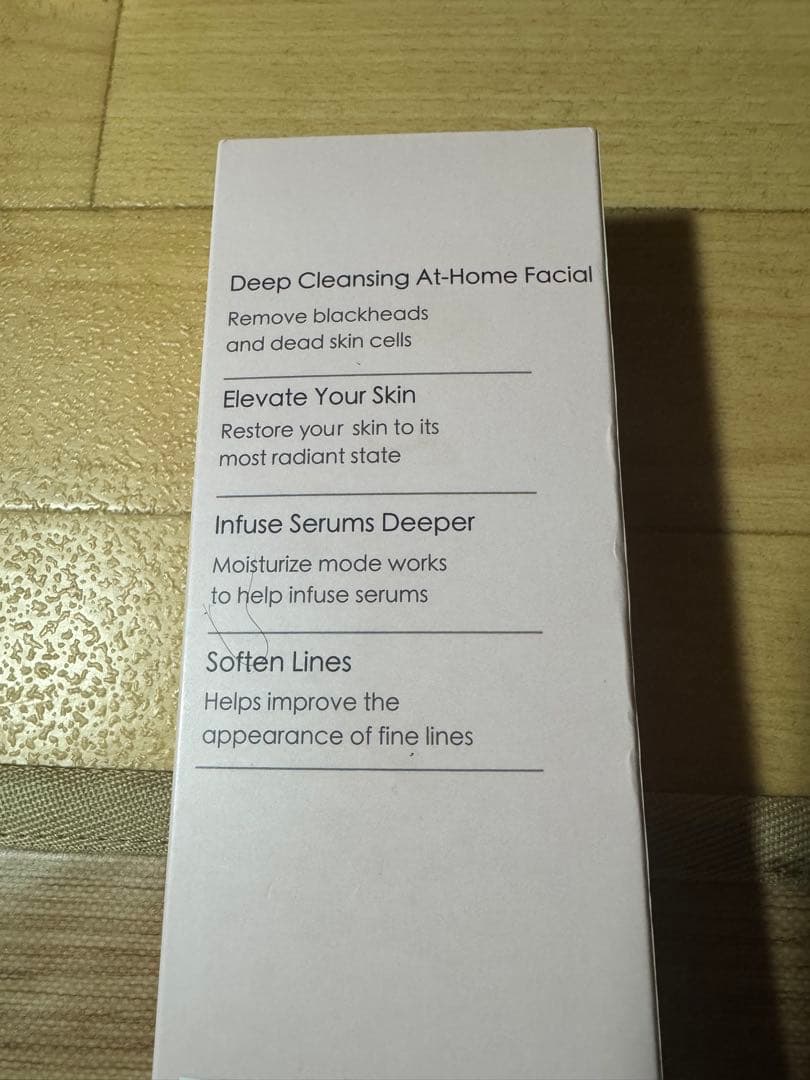 Deep Cleansing At-Home Facial
Remove blackheads
and dead skin cells
Elevate Your Skin
Restore your skin to its
most radiant state
Infuse Serums Deeper
Moisturize mode works
to help infuse serums
Soften Lines
Helps improve the
appearance of fine lines